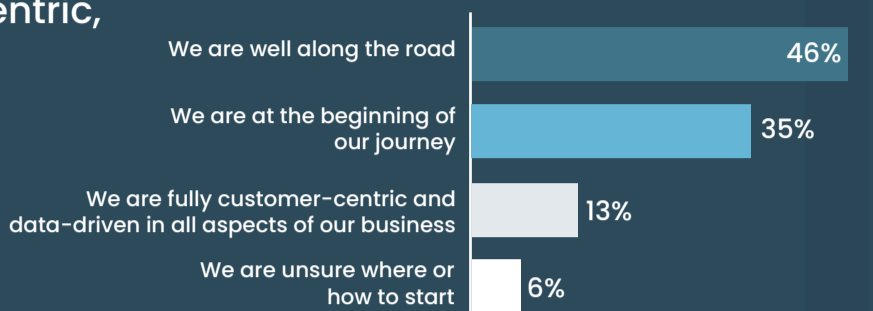 We are well along the road
46%
We are at the beginning of
our journey
35%
We are fully customer-centric and
data-driven in all aspects of our business
13%
We are unsure where or
how to start
6%